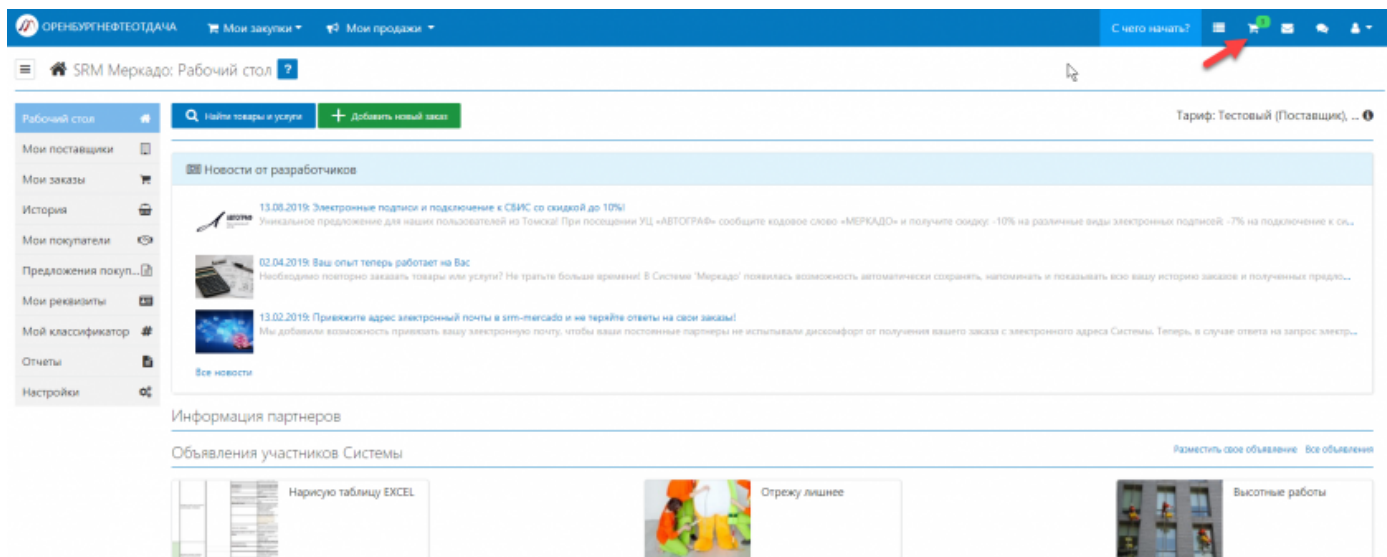 ОРЕНБУРГНЕФТЕОТДАЧА Мои закупки Мои продажи С чего начать?
SRM Меркадо: Рабочий стол ?
Рабочий стол
Мои поставщики
Мои заказы
История
Мои покупатели
Предложения покуп...
Мои реквизиты
Мой классификатор #
Отчеты
Настройки
Найти товары и услуги Добавить новый заказ Тариф: Тестовый (Поставщик), ...
Новости от разработчиков
13.08.2019: Электронные подписи и подключение к СБИС со скидкой до 10%!
Уникальное предложение для наших пользователей из Томска! При посещении УЦ «АВТОГРАФ» сообщите кодовое слово «МЕРКАДО» и получите скидку: -10% на различные виды электронных подписей; -7% на подключение к си...
02.04.2019: Ваш опыт теперь работает на Вас
Необходимо повторно заказать товары или услуги? Не тратьте больше времени! В Системе 'Меркадо' появилась возможность автоматически сохранять, напоминать и показывать всю вашу историю заказов и полученных предло...
13.02.2019: Привяжите адрес электронный почты в srm-mercado и не теряйте ответы на свои заказы!
Мы добавили возможность привязать вашу электронную почту, чтобы ваши постоянные партнеры не испытывали дискомфорт от получения вашего заказа с электронного адреса Системы. Теперь, в случае ответа на запрос электр...
Все новости
Информация партнеров
Объявления участников Системы Разместить свое объявление Все объявления
Нарисую таблицу EXCEL Отрежу лишнее Высотные работы